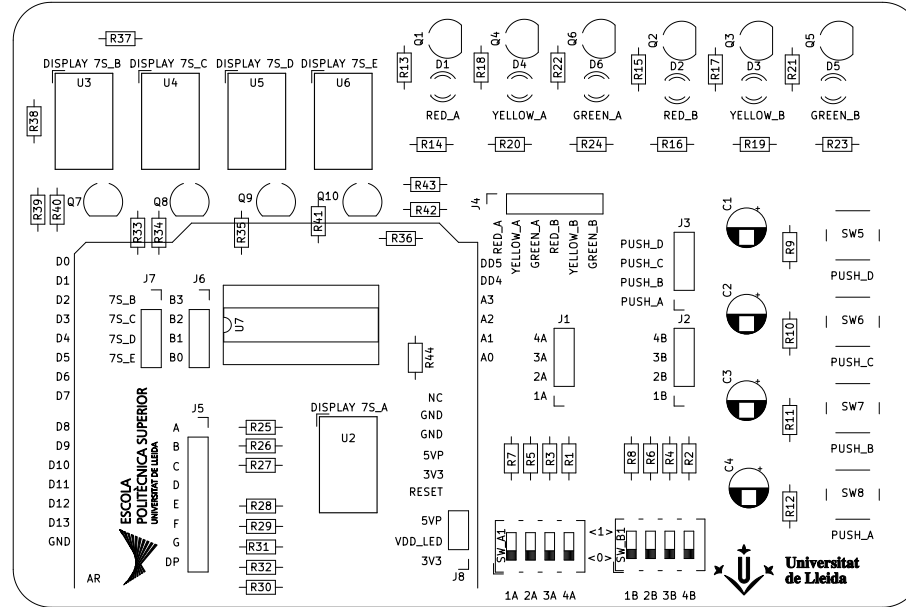 R37
Q1
Q4
Q6
Q2
Q3
Q5
DISPLAY 7S_B
DISPLAY 7S_C
DISPLAY 7S_D
DISPLAY 7S_E
U3
U4
U5
U6
R13
D1
R18
D4
R22
D6
R15
D2
R17
D3
R21
D5
RED_A
YELLOW_A
GREEN_A
RED_B
YELLOW_B
GREEN_B
R38
R14
R20
R24
R16
R19
R23
R39
R40
Q7
Q8
Q9
Q10
R43
R42
R33
R34
R35
R41
R36
J4
RED_A
YELLOW_A
GREEN_A
RED_B
YELLOW_B
GREEN_B
J3
PUSH_D
PUSH_C
PUSH_B
PUSH_A
C1
R9
SW5
PUSH_D
C2
R10
SW6
PUSH_C
C3
R11
SW7
PUSH_B
C4
R12
SW8
PUSH_A
D0
D1
D2
D3
D4
D5
D6
D7
D8
D9
D10
D11
D12
D13
GND
AR
J7
7S_B
7S_C
7S_D
7S_E
J6
B3
B2
B1
B0
U7
DD5
DD4
A3
A2
A1
A0
R44
J1
4A
3A
2A
1A
J2
4B
3B
2B
1B
J5
A
B
C
D
E
F
G
DP
R25
R26
R27
R28
R29
R31
R32
R30
DISPLAY 7S_A
U2
NC
GND
GND
5VP
3V3
RESET
5VP
VDD_LED
3V3
J8
R7
R5
R3
R1
R8
R6
R4
R2
SW_A1
<1>
<0>
SW_B1
1A 2A 3A 4A
1B 2B 3B 4B
ESCOLA
POLITÈCNICA SUPERIOR
UNIVERSITAT DE LLEIDA
Universitat
de Lleida